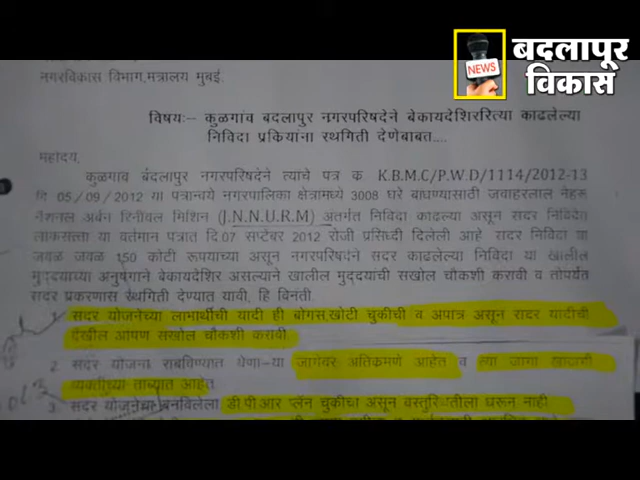 बदलापूर
विकास
NEWS
नगरविकास विभाग,मत्रालय मुबई.
विषयः- कुळगांव बदलापुर नगरपरिषदेने बेकायदेशिररित्या काढलेल्या
निविदा प्रकियांना स्थगिती देणेबाबत....
महोदय,
कुळगांव बंदलापुर नगरपरिषदेने त्याचे पत्र क K.B.M.C/P.W.D/1114/2012-13
दि 05/09/2012 या पत्रान्वये नगरपालिका क्षेत्रामध्ये 3008 घरे बाधण्यासाठी जवाहरलाल नेहरू
नॅशनल अर्बन रिनीवल मिशिन (J.N.N.U.R.M) अंतर्गत निविदा काढल्या असून सदर निविदेत
लोकसत्ता या वर्तमान पत्रात दि.07 सप्टेबर 2012 रोजी प्रसिध्दी दिलेली आहे रादर निविदा या
जवळ जवळ 150 कोटी रूपयाच्या असून नगरपरिषदेने सदर काढलेल्या निविदा या खालील
मुद्दयाच्या अनुषंगाने बेकायदेशिर असल्याने खालील मुद्दयांची सखोल चौकशी करावी व तोपर्यंत
सदर प्रकरणास स्थगिती देण्यात यावी, हि विनंती.
सदर योजनेच्या लाभार्थीची यादी ही बोगस,खोटी चुकीची व अपात्र असून रादर यादीची
देखील आपण सखोल चौकशी करावी.
2. सदर योजना राबविण्यात येणा-या जागेवर अतिक्रमणे आहेत व त्या जागा खाजगी
व्यक्तीच्या ताब्यात आहेत
3. सदर योजनेचा बनविलेला डी.पी.आर प्लॅन चुकीचा असून वस्तुस्थितीला धरून नाही